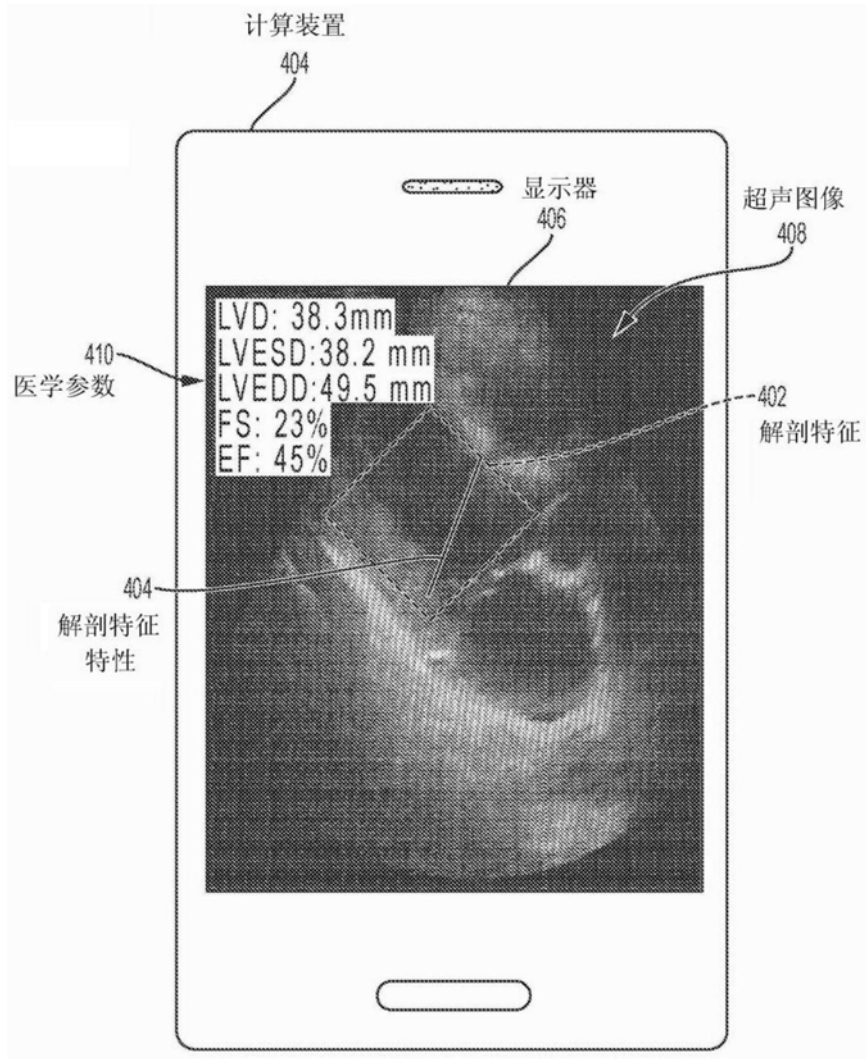 计算装置
404
显示器
406
超声图像
408
LVD: 38.3mm
LVESD:38.2 mm
LVEDD:49.5 mm
FS: 23%
EF: 45%
410
医学参数
402
解剖特征
404
解剖特征
特性